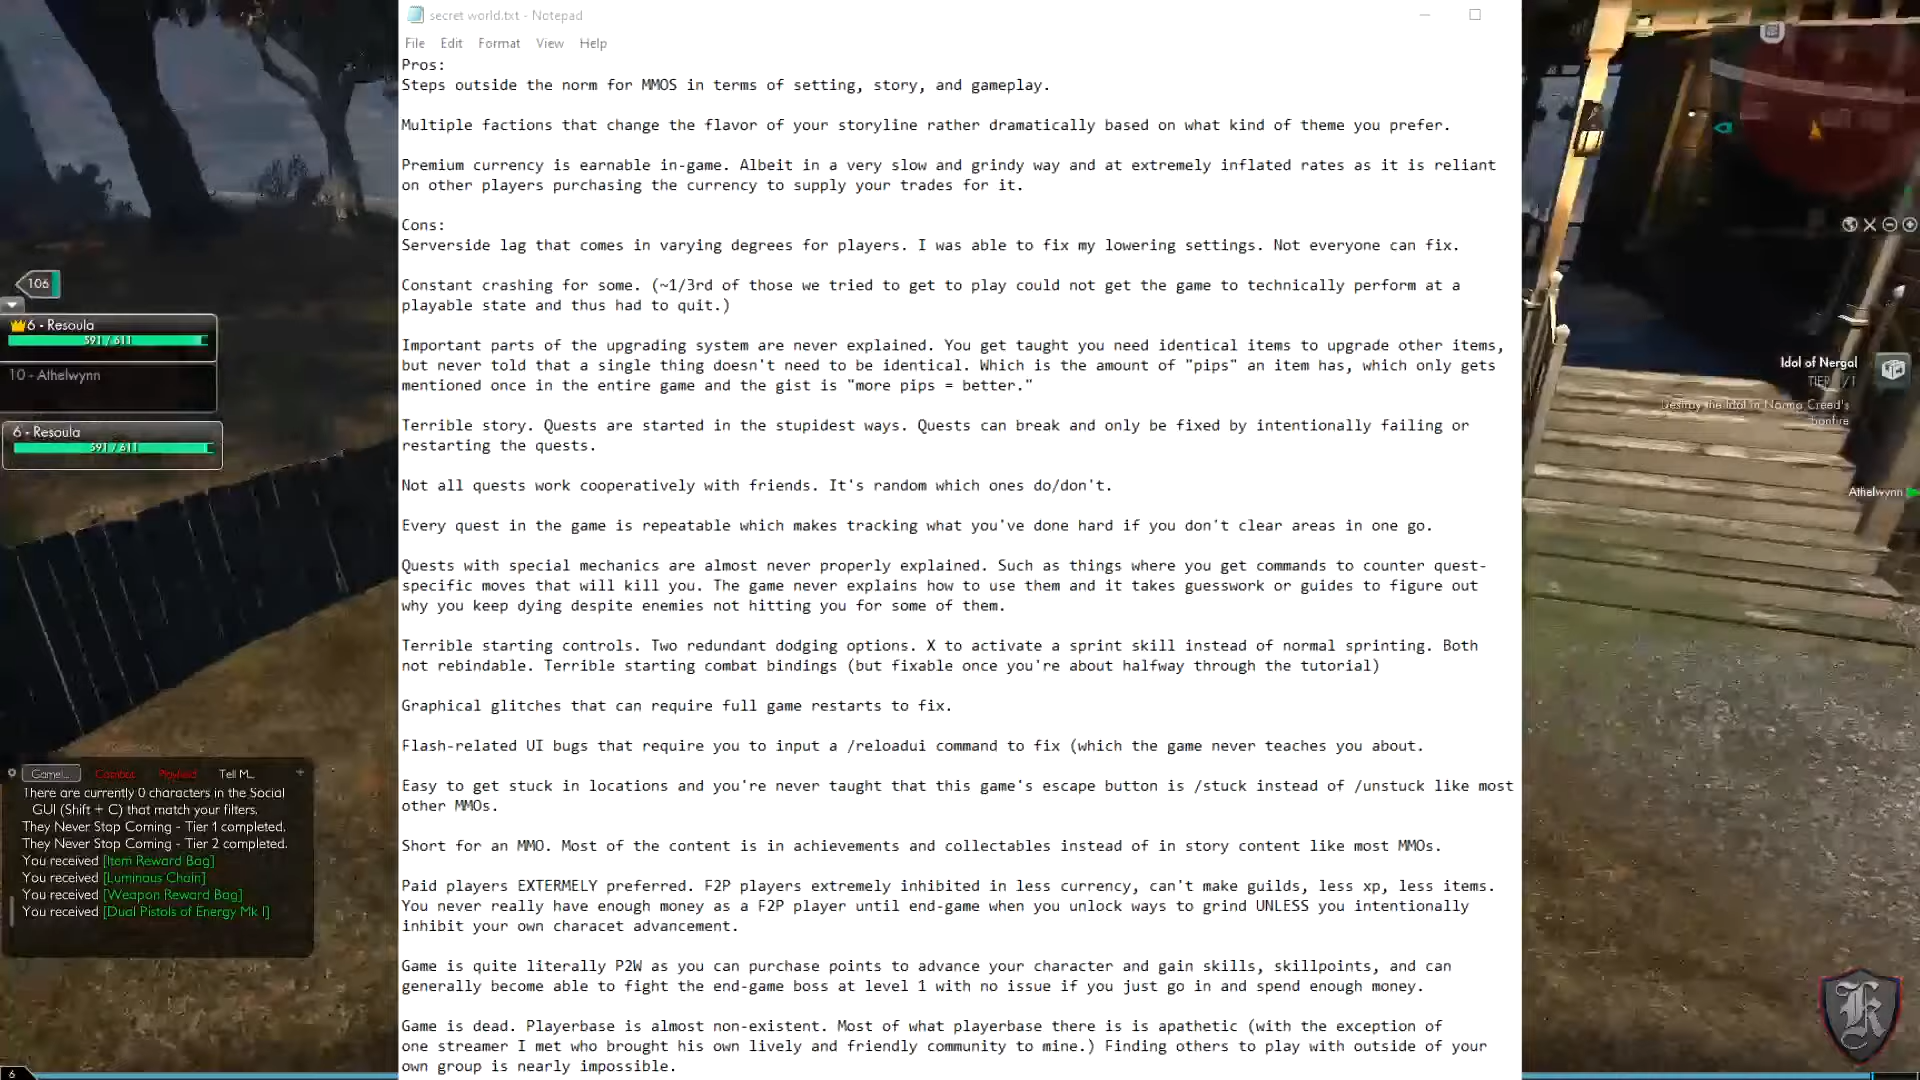 secret world.txt - Notepad
File Edit Format View Help
Pros:
Steps outside the norm for MMOS in terms of setting, story, and gameplay.
Multiple factions that change the flavor of your storyline rather dramatically based on what kind of theme you prefer.
Premium currency is earnable in-game. Albeit in a very slow and grindy way and at extremely inflated rates as it is reliant
on other players purchasing the currency to supply your trades for it.
Cons:
Serverside lag that comes in varying degrees for players. I was able to fix my lowering settings. Not everyone can fix.
Constant crashing for some. (~1/3rd of those we tried to get to play could not get the game to technically perform at a
playable state and thus had to quit.)
Important parts of the upgrading system are never explained. You get taught you need identical items to upgrade other items,
but never told that a single thing doesn't need to be identical. Which is the amount of "pips" an item has, which only gets
mentioned once in the entire game and the gist is "more pips = better."
Terrible story. Quests are started in the stupidest ways. Quests can break and only be fixed by intentionally failing or
restarting the quests.
Not all quests work cooperatively with friends. It's random which ones do/don't.
Every quest in the game is repeatable which makes tracking what you've done hard if you don't clear areas in one go.
Quests with special mechanics are almost never properly explained. Such as things where you get commands to counter quest-
specific moves that will kill you. The game never explains how to use them and it takes guesswork or guides to figure out
why you keep dying despite enemies not hitting you for some of them.
Terrible starting controls. Two redundant dodging options. X to activate a sprint skill instead of normal sprinting. Both
not rebindable. Terrible starting combat bindings (but fixable once you're about halfway through the tutorial)
Graphical glitches that can require full game restarts to fix.
Flash-related UI bugs that require you to input a /reloadui command to fix (which the game never teaches you about.
Easy to get stuck in locations and you're never taught that this game's escape button is /stuck instead of /unstuck like most
other MMOs.
Short for an MMO. Most of the content is in achievements and collectables instead of in story content like most MMOs.
Paid players EXTERMELY preferred. F2P players extremely inhibited in less currency, can't make guilds, less xp, less items.
You never really have enough money as a F2P player until end-game when you unlock ways to grind UNLESS you intentionally
inhibit your own characet advancement.
Game is quite literally P2W as you can purchase points to advance your character and gain skills, skillpoints, and can
generally become able to fight the end-game boss at level 1 with no issue if you just go in and spend enough money.
Game is dead. Playerbase is almost non-existent. Most of what playerbase there is is apathetic (with the exception of
one streamer I met who brought his own lively and friendly community to mine.) Finding others to play with outside of your
own group is nearly impossible.
106
6 - Resoula
591 / 611
10 - Athelwynn
6 - Resoula
591 / 611
Game!... Combat Tell M...
There are currently 0 characters in the Social
GUI (Shift + C) that match your filters.
They Never Stop Coming - Tier 1 completed.
They Never Stop Coming - Tier 2 completed.
You received [Item Reward Bag]
You received [Luminous Chain]
You received [Weapon Reward Bag]
You received [Dual Pistols of Energy Mk I]
6
Idol of Nergal
TIER 1/1
Destroy the Idol in Nonna Creed's
bonfire
Athelwynn
K